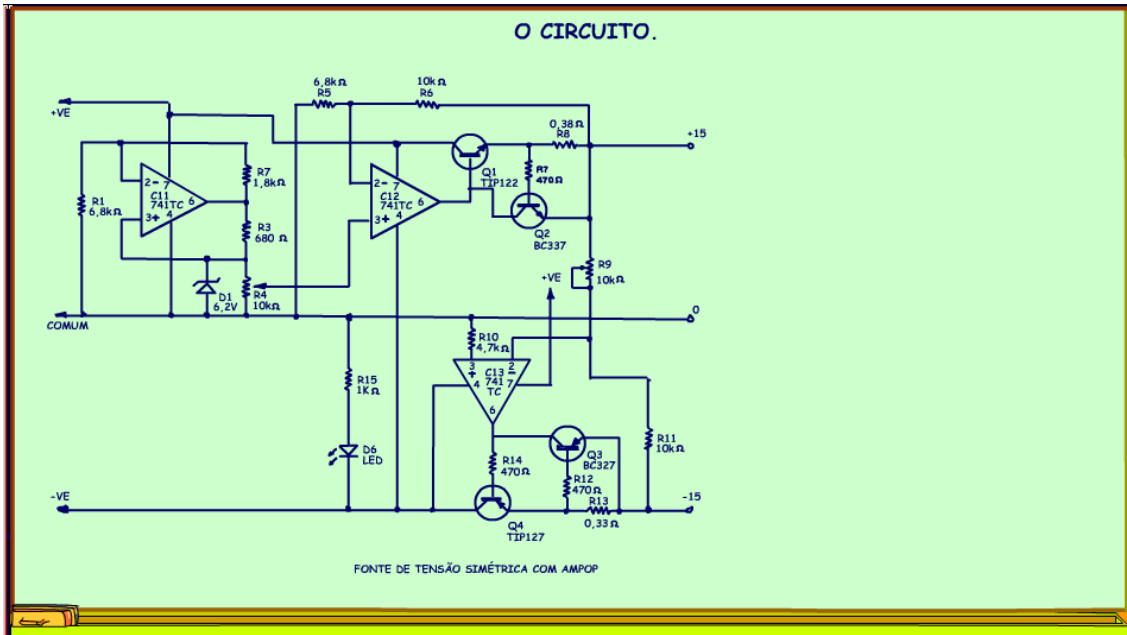 O CIRCUITO.
6,8kΩ
R5
10kΩ
R6
+VE
0,38Ω
R8
+15
R7
1,8kΩ
R1
6,8kΩ
2- 7
C11
741TC 6
3+ 4
R3
680 Ω
D1
6,2V
R4
10kΩ
COMUM
2- 7
C12
741TC 6
3+ 4
Q1
TIP122
R7
470Ω
Q2
BC337
+VE
R9
10kΩ
0
R10
4,7kΩ
3 2
+ -
4 C13 7
741
TC
6
R15
1KΩ
D6
LED
R14
470Ω
Q3
BC327
R12
470Ω
R13
0,33Ω
R11
10kΩ
-VE
-15
Q4
TIP127
FONTE DE TENSÃO SIMÉTRICA COM AMPOP